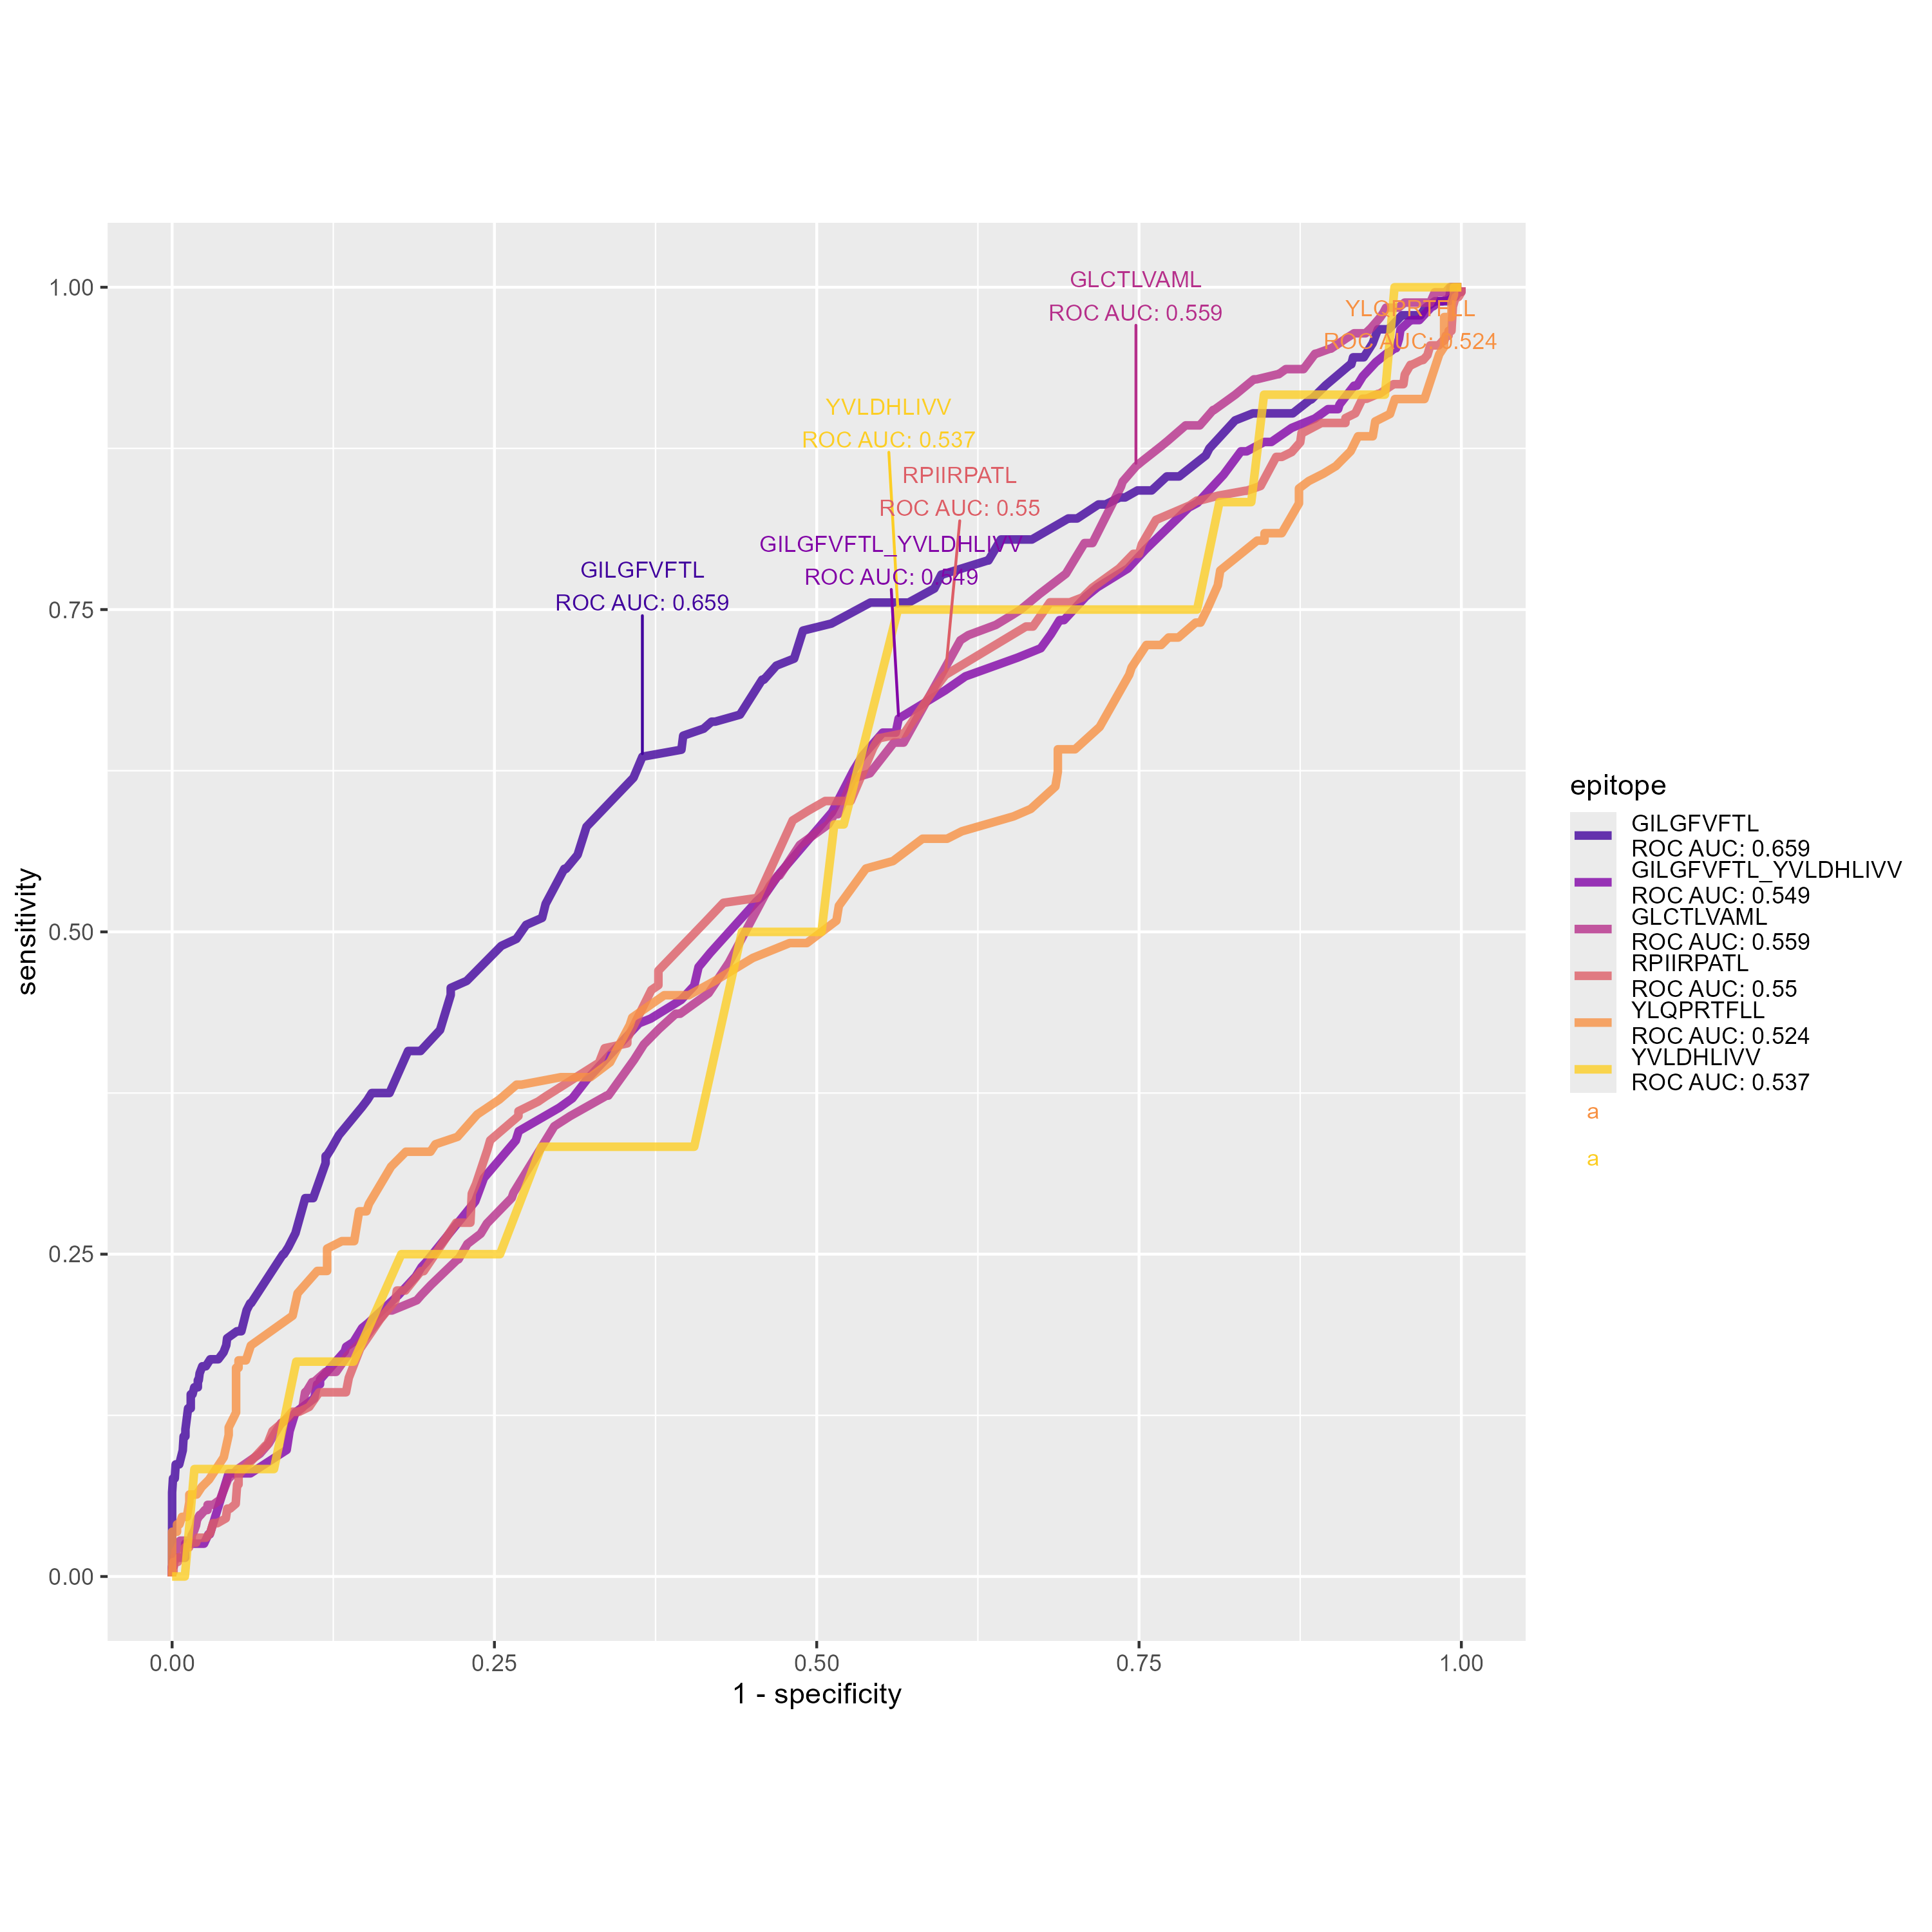 GLCTLVAML
ROC AUC: 0.559
YLQPRTFLL
ROC AUC: 0.524
YVLDHLIVV
ROC AUC: 0.537
RPIIRPATL
ROC AUC: 0.55
GILGFVFTL_YVLDHLIVV
ROC AUC: 0.549
GILGFVFTL
ROC AUC: 0.659
1.00
0.75
0.50
0.25
0.00
sensitivity
0.00
0.25
0.50
0.75
1.00
1 - specificity
epitope
GILGFVFTL
ROC AUC: 0.659
GILGFVFTL_YVLDHLIVV
ROC AUC: 0.549
GLCTLVAML
ROC AUC: 0.559
RPIIRPATL
ROC AUC: 0.55
YLQPRTFLL
ROC AUC: 0.524
YVLDHLIVV
ROC AUC: 0.537
a
a